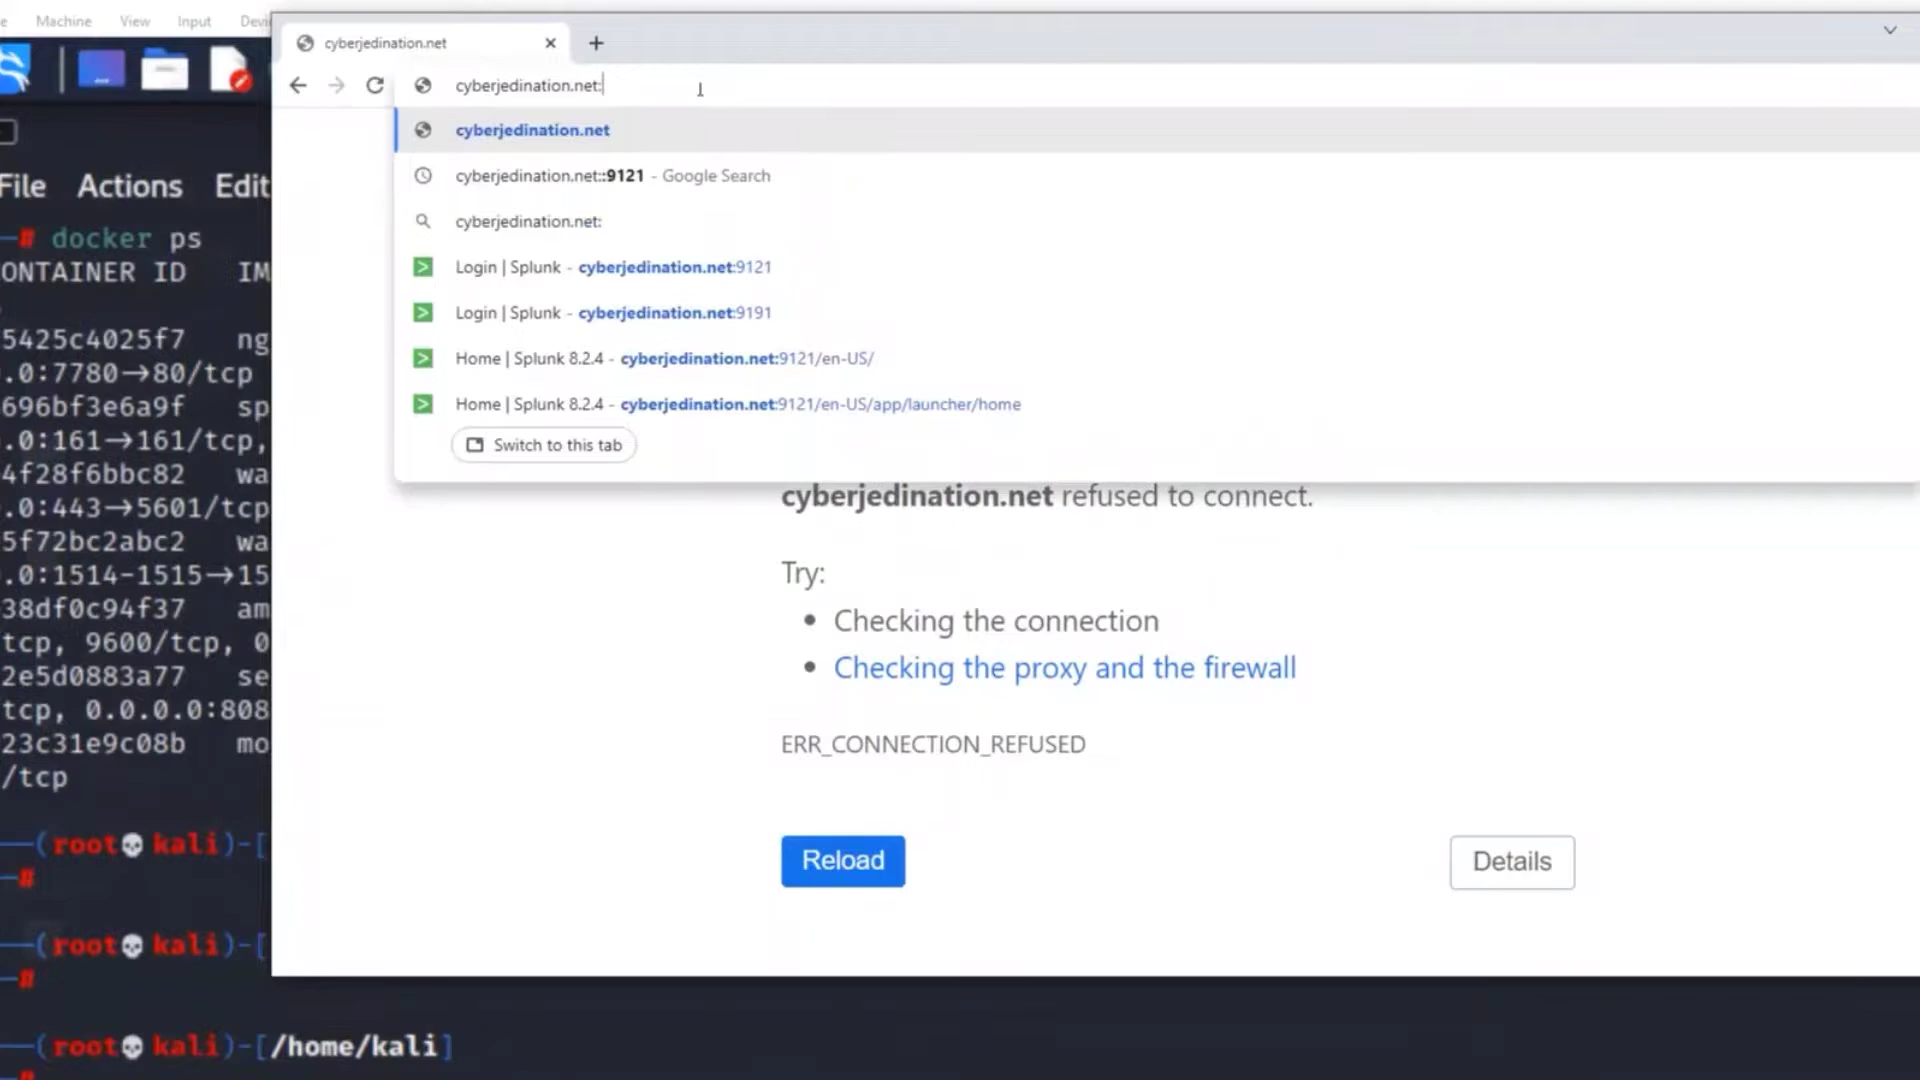 Machine View Input
cyberjedination.net
cyberjedination.net:
cyberjedination.net
cyberjedination.net::9121 - Google Search
cyberjedination.net:
Login | Splunk - cyberjedination.net:9121
Login | Splunk - cyberjedination.net:9191
Home | Splunk 8.2.4 - cyberjedination.net:9121/en-US/
Home | Splunk 8.2.4 - cyberjedination.net:9121/en-US/app/launcher/home
Switch to this tab
cyberjedination.net refused to connect.
Try:
• Checking the connection
• Checking the proxy and the firewall
ERR_CONNECTION_REFUSED
Reload
Details
File Actions Edit
# docker ps
ONTAINER ID IM
5425c4025f7 ng
.0:7780→80/tcp
696bf3e6a9f sp
.0:161→161/tcp,
4f28f6bbc82 wa
.0:443→5601/tcp
5f72bc2abc2 wa
.0:1514-1515→15
38df0c94f37 am
tcp, 9600/tcp, 0
2e5d0883a77 se
tcp, 0.0.0.0:808
23c31e9c08b mo
/tcp
(root💀kali)-[
#
(root💀kali)-[
#
(root💀kali)-[/home/kali]